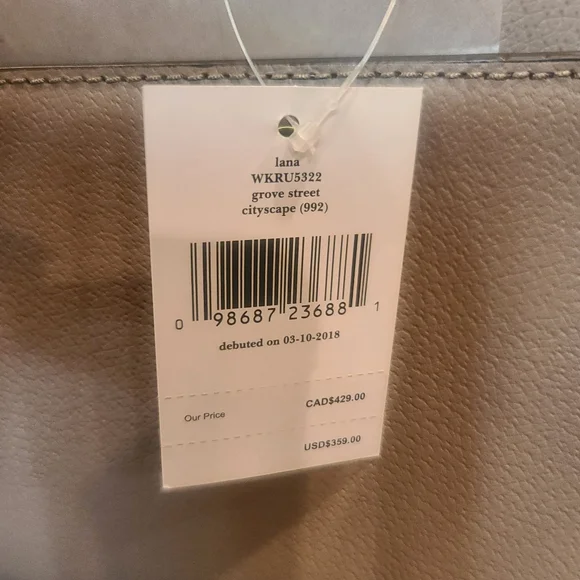 lana
WKRU5322
grove street
cityscape (992)
0 98687 23688 1
debuted on 03-10-2018
Our Price CAD$429.00
USD$359.00